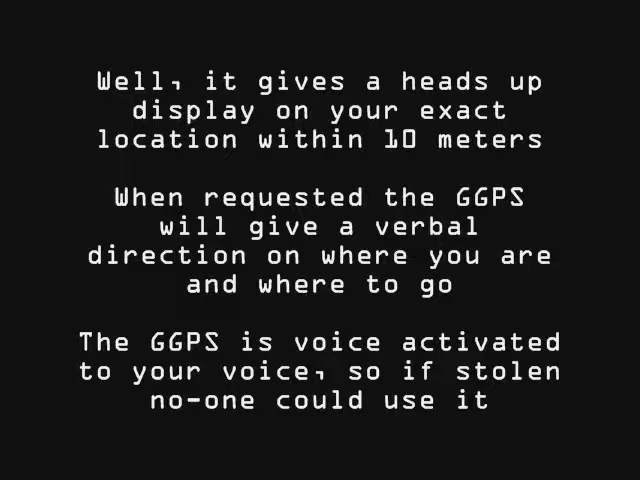 Well, it gives a heads up
display on your exact
location within 10 meters
When requested the GGPS
will give a verbal
direction on where you are
and where to go
The GGPS is voice activated
to your voice, so if stolen
no-one could use it